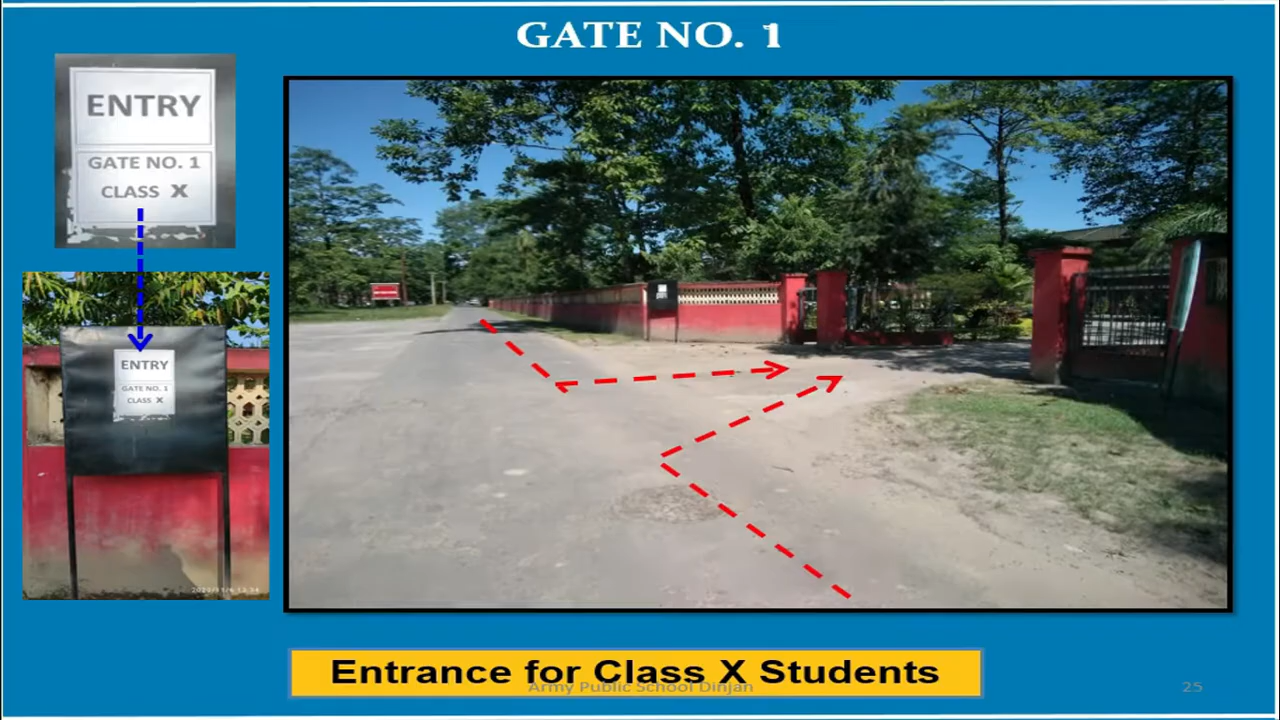 GATE NO. 1
ENTRY
GATE NO. 1
CLASS X
ENTRY
GATE NO. 1
CLASS X
Entrance for Class X Students
Army Public School Dinjan
25